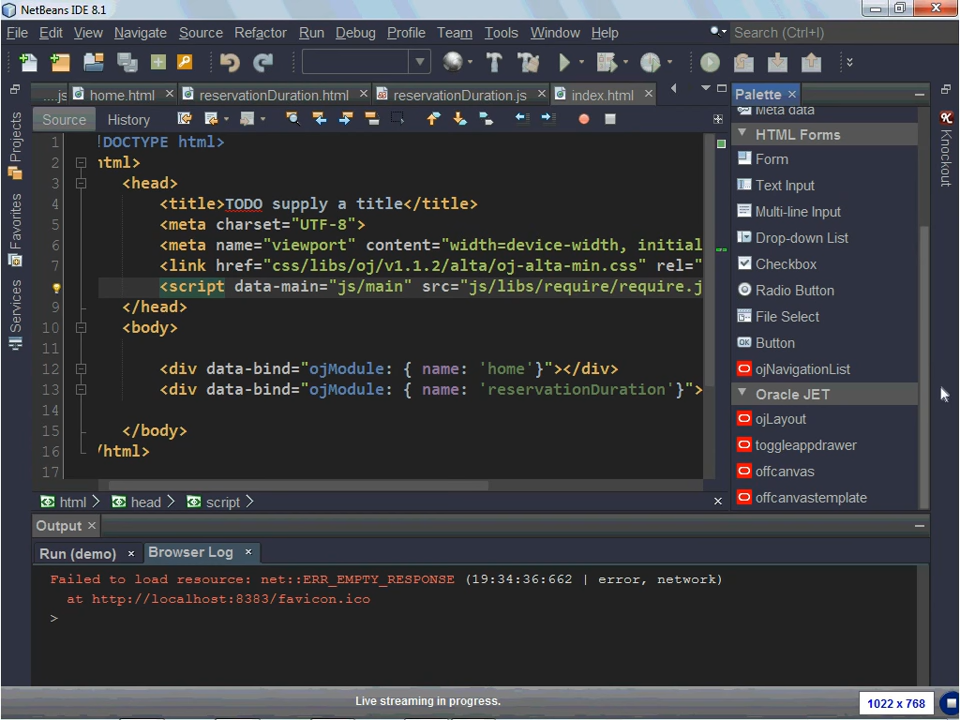 NetBeans IDE 8.1
File Edit View Navigate Source Refactor Run Debug Profile Team Tools Window Help Search (Ctrl+I)
....js home.html reservationDuration.html reservationDuration.js index.html
Source History
1 !DOCTYPE html>
2 html>
3 <head>
4 <title>TODO supply a title</title>
5 <meta charset="UTF-8">
6 <meta name="viewport" content="width=device-width, initial
7 <link href="css/libs/oj/v1.1.2/alta/oj-alta-min.css" rel="
<script data-main="js/main" src="js/libs/require/require.j
9 </head>
10 <body>
11
12 <div data-bind="ojModule: { name: 'home'}"></div>
13 <div data-bind="ojModule: { name: 'reservationDuration'}">
14
15 </body>
16 /html>
17
html head script
Projects
Favorites
Services
Palette
Meta data
HTML Forms
Form
Text Input
Multi-line Input
Drop-down List
Checkbox
Radio Button
File Select
Button
ojNavigationList
Oracle JET
ojLayout
toggleappdrawer
offcanvas
offcanvastemplate
Knockout
Output
Run (demo) Browser Log
Failed to load resource: net::ERR_EMPTY_RESPONSE (19:34:36:662 | error, network)
at http://localhost:8383/favicon.ico
>
Live streaming in progress.
1022 x 768